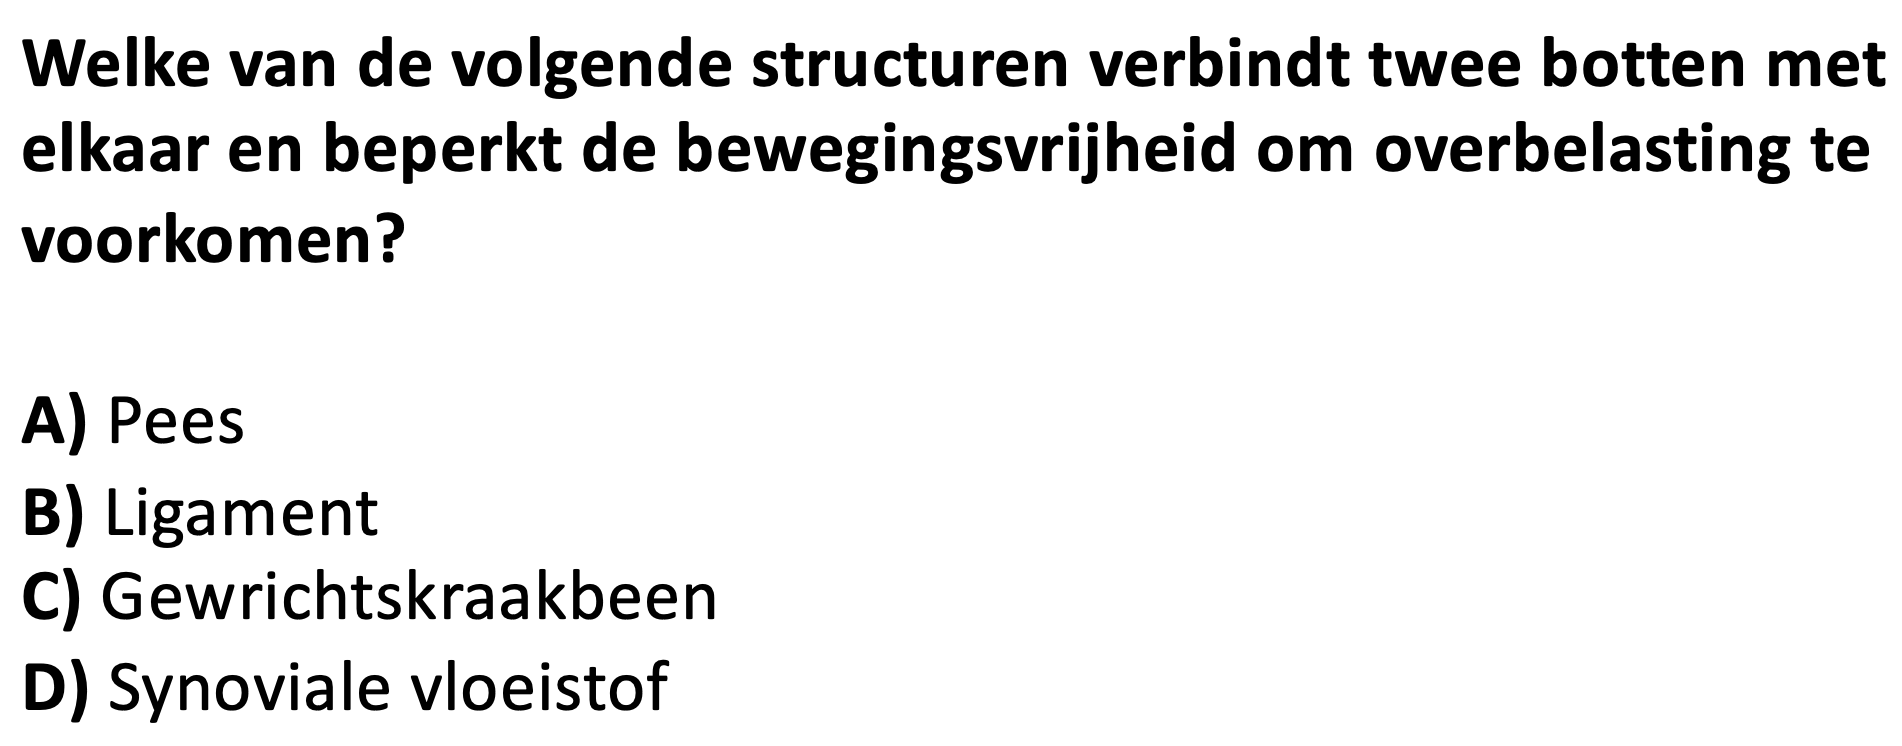 Welke van de volgende structuren verbindt twee botten met
elkaar en beperkt de bewegingsvrijheid om overbelasting te
voorkomen?
A) Pees
B) Ligament
C) Gewrichtskraakbeen
D) Synoviale vloeistof